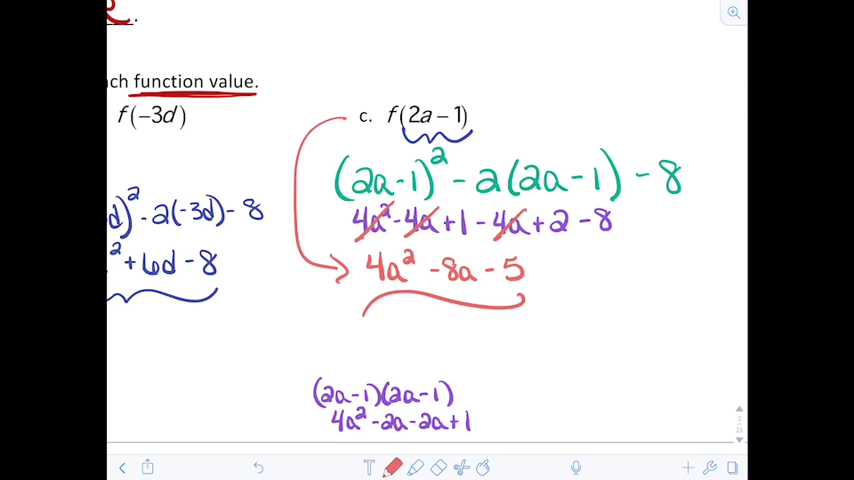 ach function value.
f(−3d)
c. f(2a − 1)
(2a-1)² - 2(2a-1) - 8
d)² - 2(-3d) - 8
4a² - 4a + 1 - 4a + 2 - 8
² + 6d - 8
4a² - 8a - 5
(2a-1)(2a-1)
4a² - 2a - 2a + 1